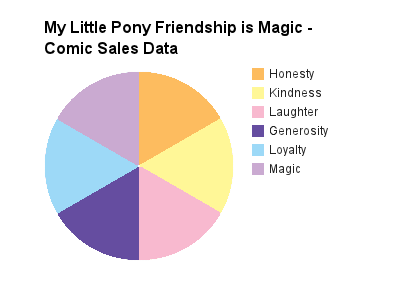 My Little Pony Friendship is Magic -
Comic Sales Data
Honesty
Kindness
Laughter
Generosity
Loyalty
Magic